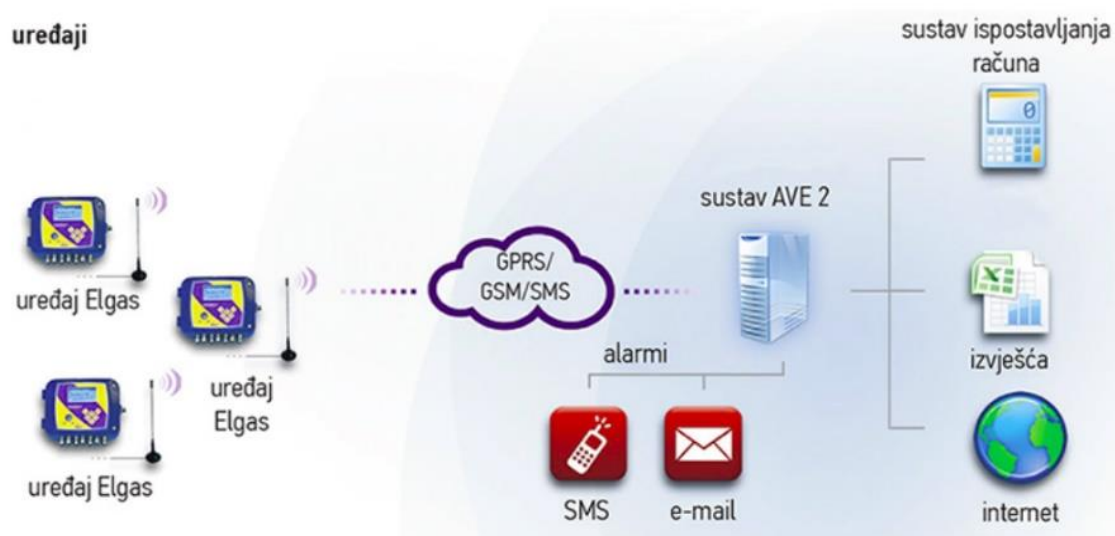 uređaji
sustav ispostavljanja
računa
0
sustav AVE 2
GPRS/
GSM/SMS
uređaj Elgas
uređaj
Elgas
uređaj Elgas
alarmi
SMS
e-mail
X
izvješća
internet